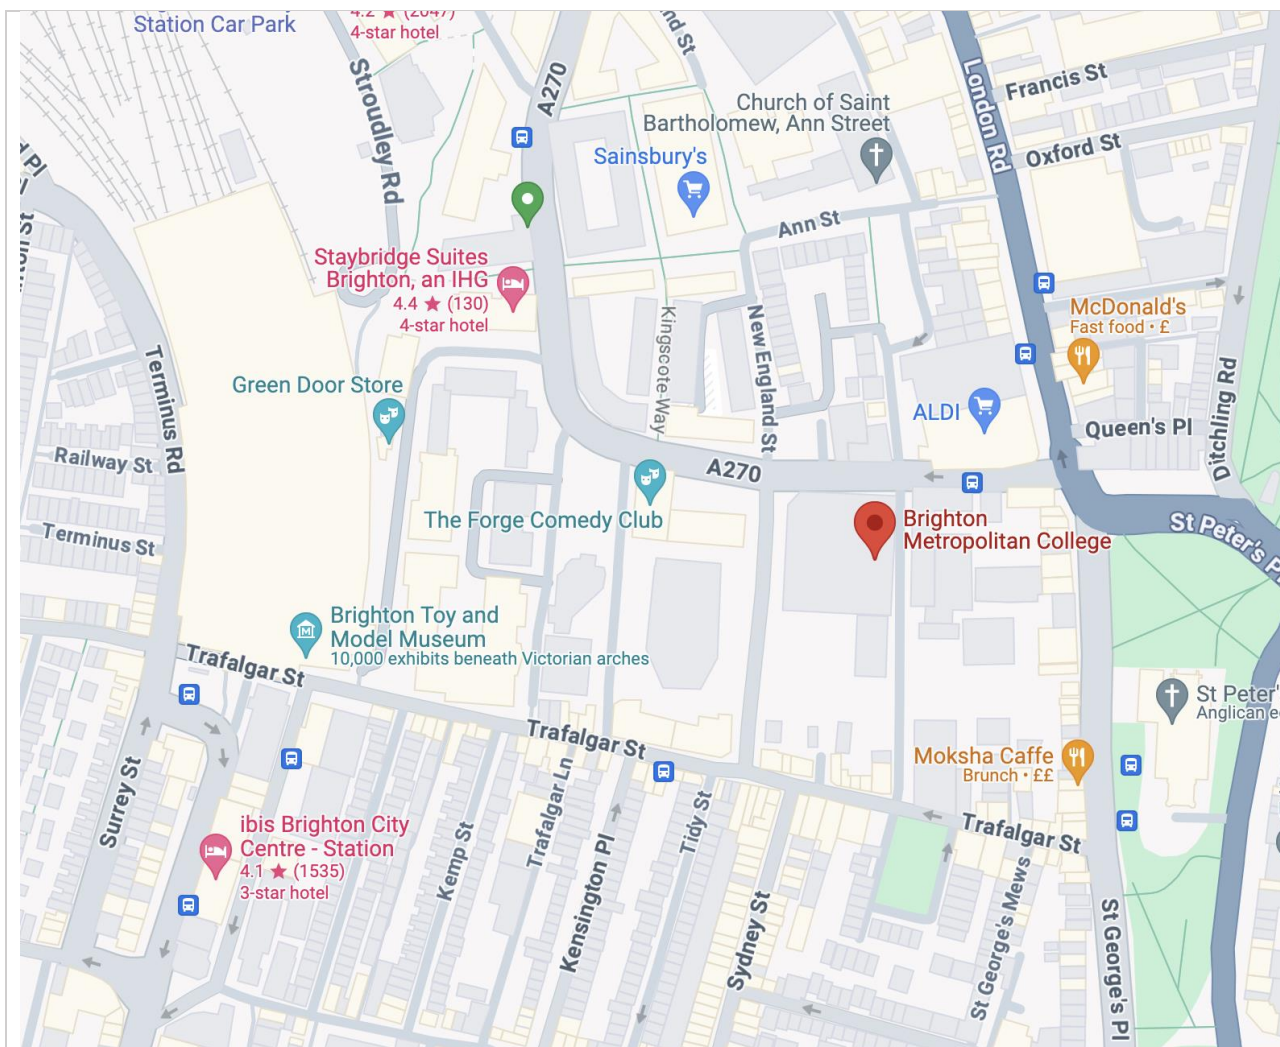 Station Car Park
4.2 ★ (2047)
4-star hotel
Stroudley Rd
A270
Church of Saint
Bartholomew, Ann Street
Sainsbury's
London Rd
Francis St
Oxford St
Ann St
Staybridge Suites
Brighton, an IHG
4.4 ★ (130)
4-star hotel
McDonald's
Fast food • £
Kingscote Way
New England St
Terminus Rd
Green Door Store
ALDI
Queen's Pl
Ditchling Rd
Railway St
A270
The Forge Comedy Club
Brighton
Metropolitan College
St Peter's P
Terminus St
Brighton Toy and
Model Museum
10,000 exhibits beneath Victorian arches
Trafalgar St
St Peter'
Anglican
Trafalgar St
Moksha Caffe
Brunch • ££
Surrey St
Trafalgar Ln
Tidy St
Trafalgar St
ibis Brighton City
Centre - Station
4.1 ★ (1535)
3-star hotel
Kemp St
Kensington Pl
Sydney St
St George's Mews
St George's Pl